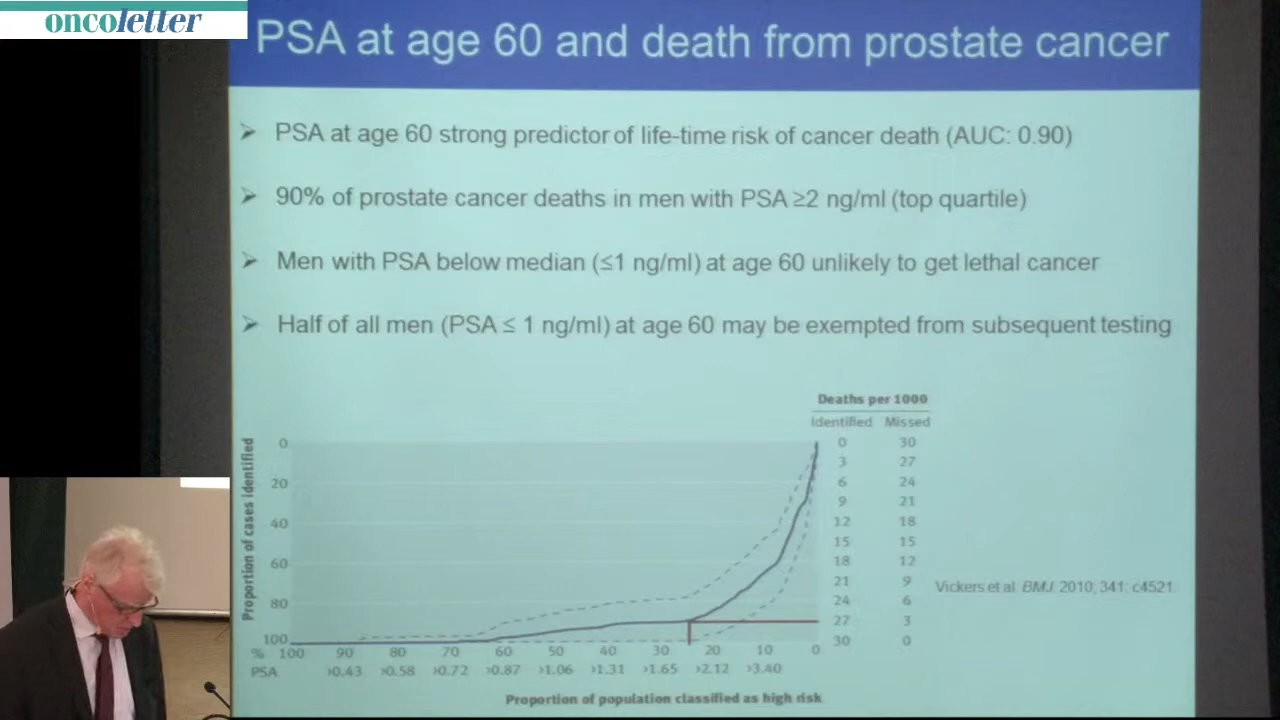 oncoletter
PSA at age 60 and death from prostate cancer
PSA at age 60 strong predictor of life-time risk of cancer death (AUC: 0.90)
90% of prostate cancer deaths in men with PSA ≥2 ng/ml (top quartile)
Men with PSA below median (≤1 ng/ml) at age 60 unlikely to get lethal cancer
Half of all men (PSA ≤ 1 ng/ml) at age 60 may be exempted from subsequent testing
Deaths per 1000
Identified Missed
0 30
3 27
6 24
9 21
12 18
15 15
18 12
21 9
24 6
27 3
30 0
Proportion of cases identified
0
20
40
60
80
100
% 100 90 80 70 60 50 40 30 20 10 0
PSA >0.43 >0.58 >0.72 >0.87 >1.06 >1.31 >1.65 >2.12 >3.40
Proportion of population classified as high risk
Vickers et al. BMJ. 2010; 341: c4521